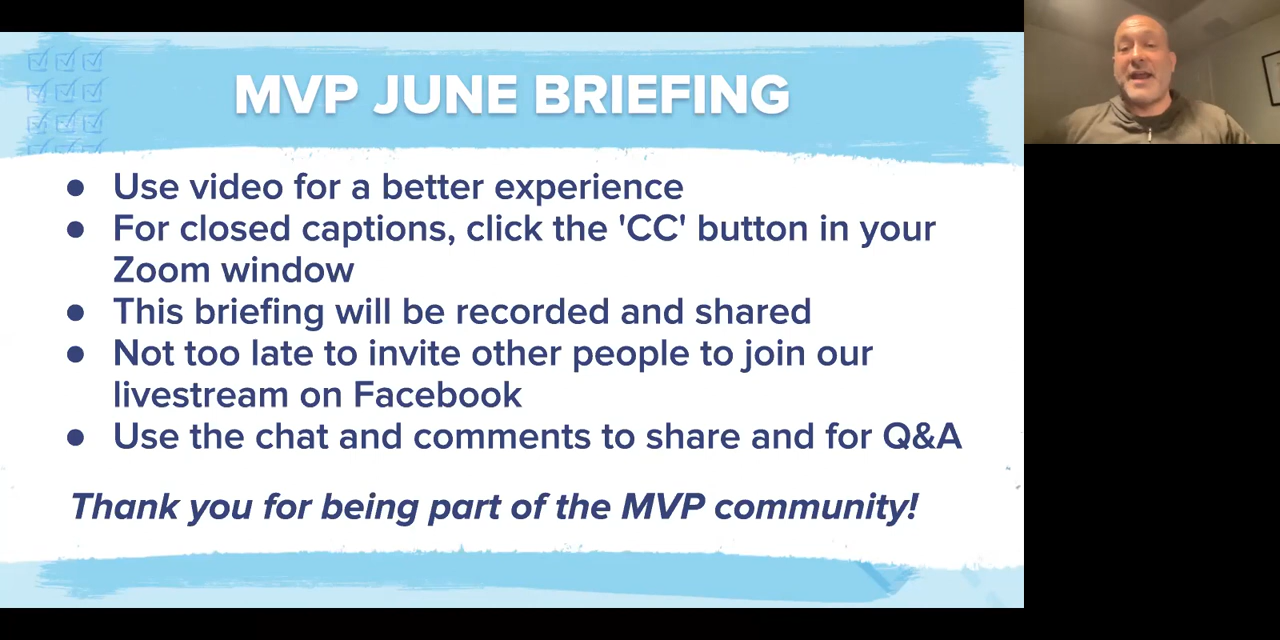 MVP JUNE BRIEFING
● Use video for a better experience
● For closed captions, click the 'CC' button in your
Zoom window
● This briefing will be recorded and shared
● Not too late to invite other people to join our
livestream on Facebook
● Use the chat and comments to share and for Q&A
Thank you for being part of the MVP community!